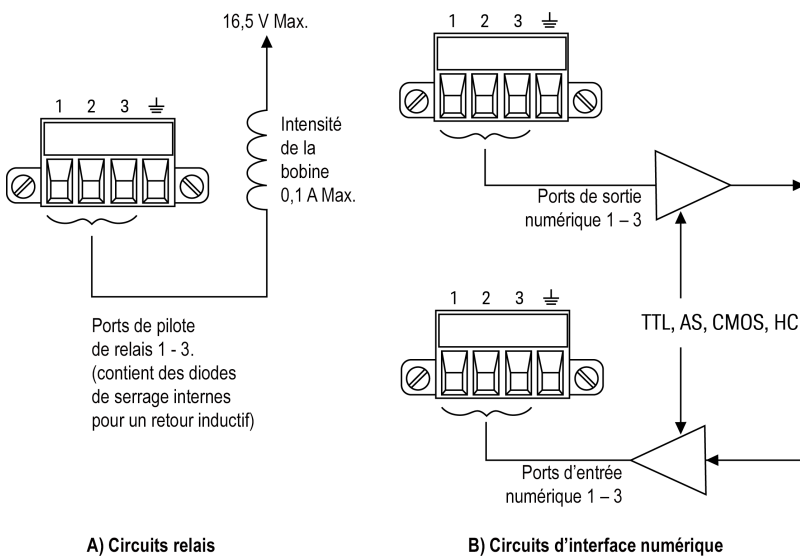 16,5 V Max.
1 2 3
Intensité
de la
bobine
0,1 A Max.
Ports de pilote
de relais 1 - 3.
(contient des diodes
de serrage internes
pour un retour inductif)
A) Circuits relais
1 2 3
Ports de sortie
numérique 1 – 3
TTL, AS, CMOS, HC
1 2 3
Ports d'entrée
numérique 1 – 3
B) Circuits d'interface numérique